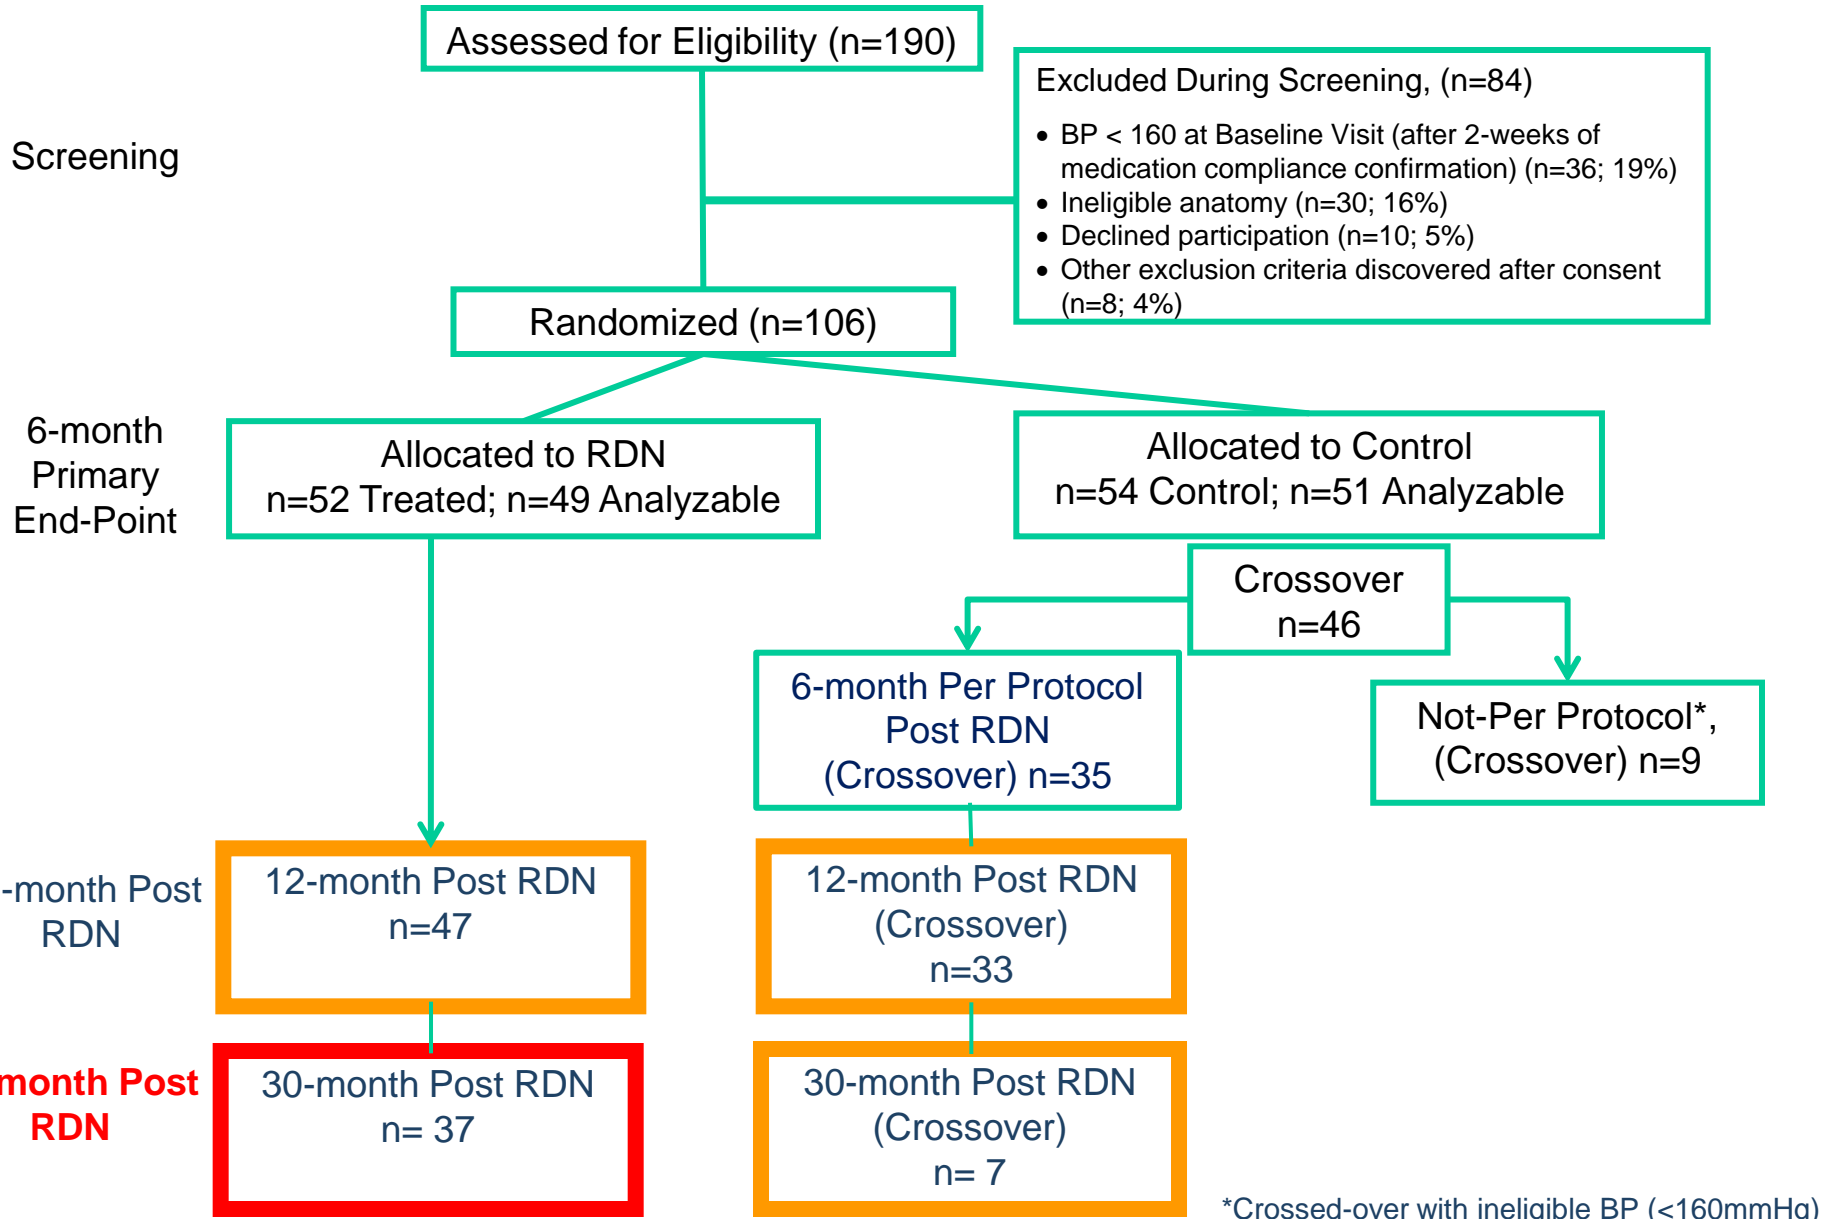 Assessed for Eligibility (n=190)
Excluded During Screening, (n=84)
• BP < 160 at Baseline Visit (after 2-weeks of
medication compliance confirmation) (n=36; 19%)
• Ineligible anatomy (n=30; 16%)
• Declined participation (n=10; 5%)
• Other exclusion criteria discovered after consent
(n=8; 4%)
Screening
Randomized (n=106)
6-month
Primary
End-Point
Allocated to RDN
n=52 Treated; n=49 Analyzable
Allocated to Control
n=54 Control; n=51 Analyzable
Crossover
n=46
6-month Per Protocol
Post RDN
(Crossover) n=35
Not-Per Protocol*,
(Crossover) n=9
-month Post
RDN
12-month Post RDN
n=47
12-month Post RDN
(Crossover)
n=33
month Post
RDN
30-month Post RDN
n= 37
30-month Post RDN
(Crossover)
n= 7
*Crossed-over with ineligible BP (<160mmHg)